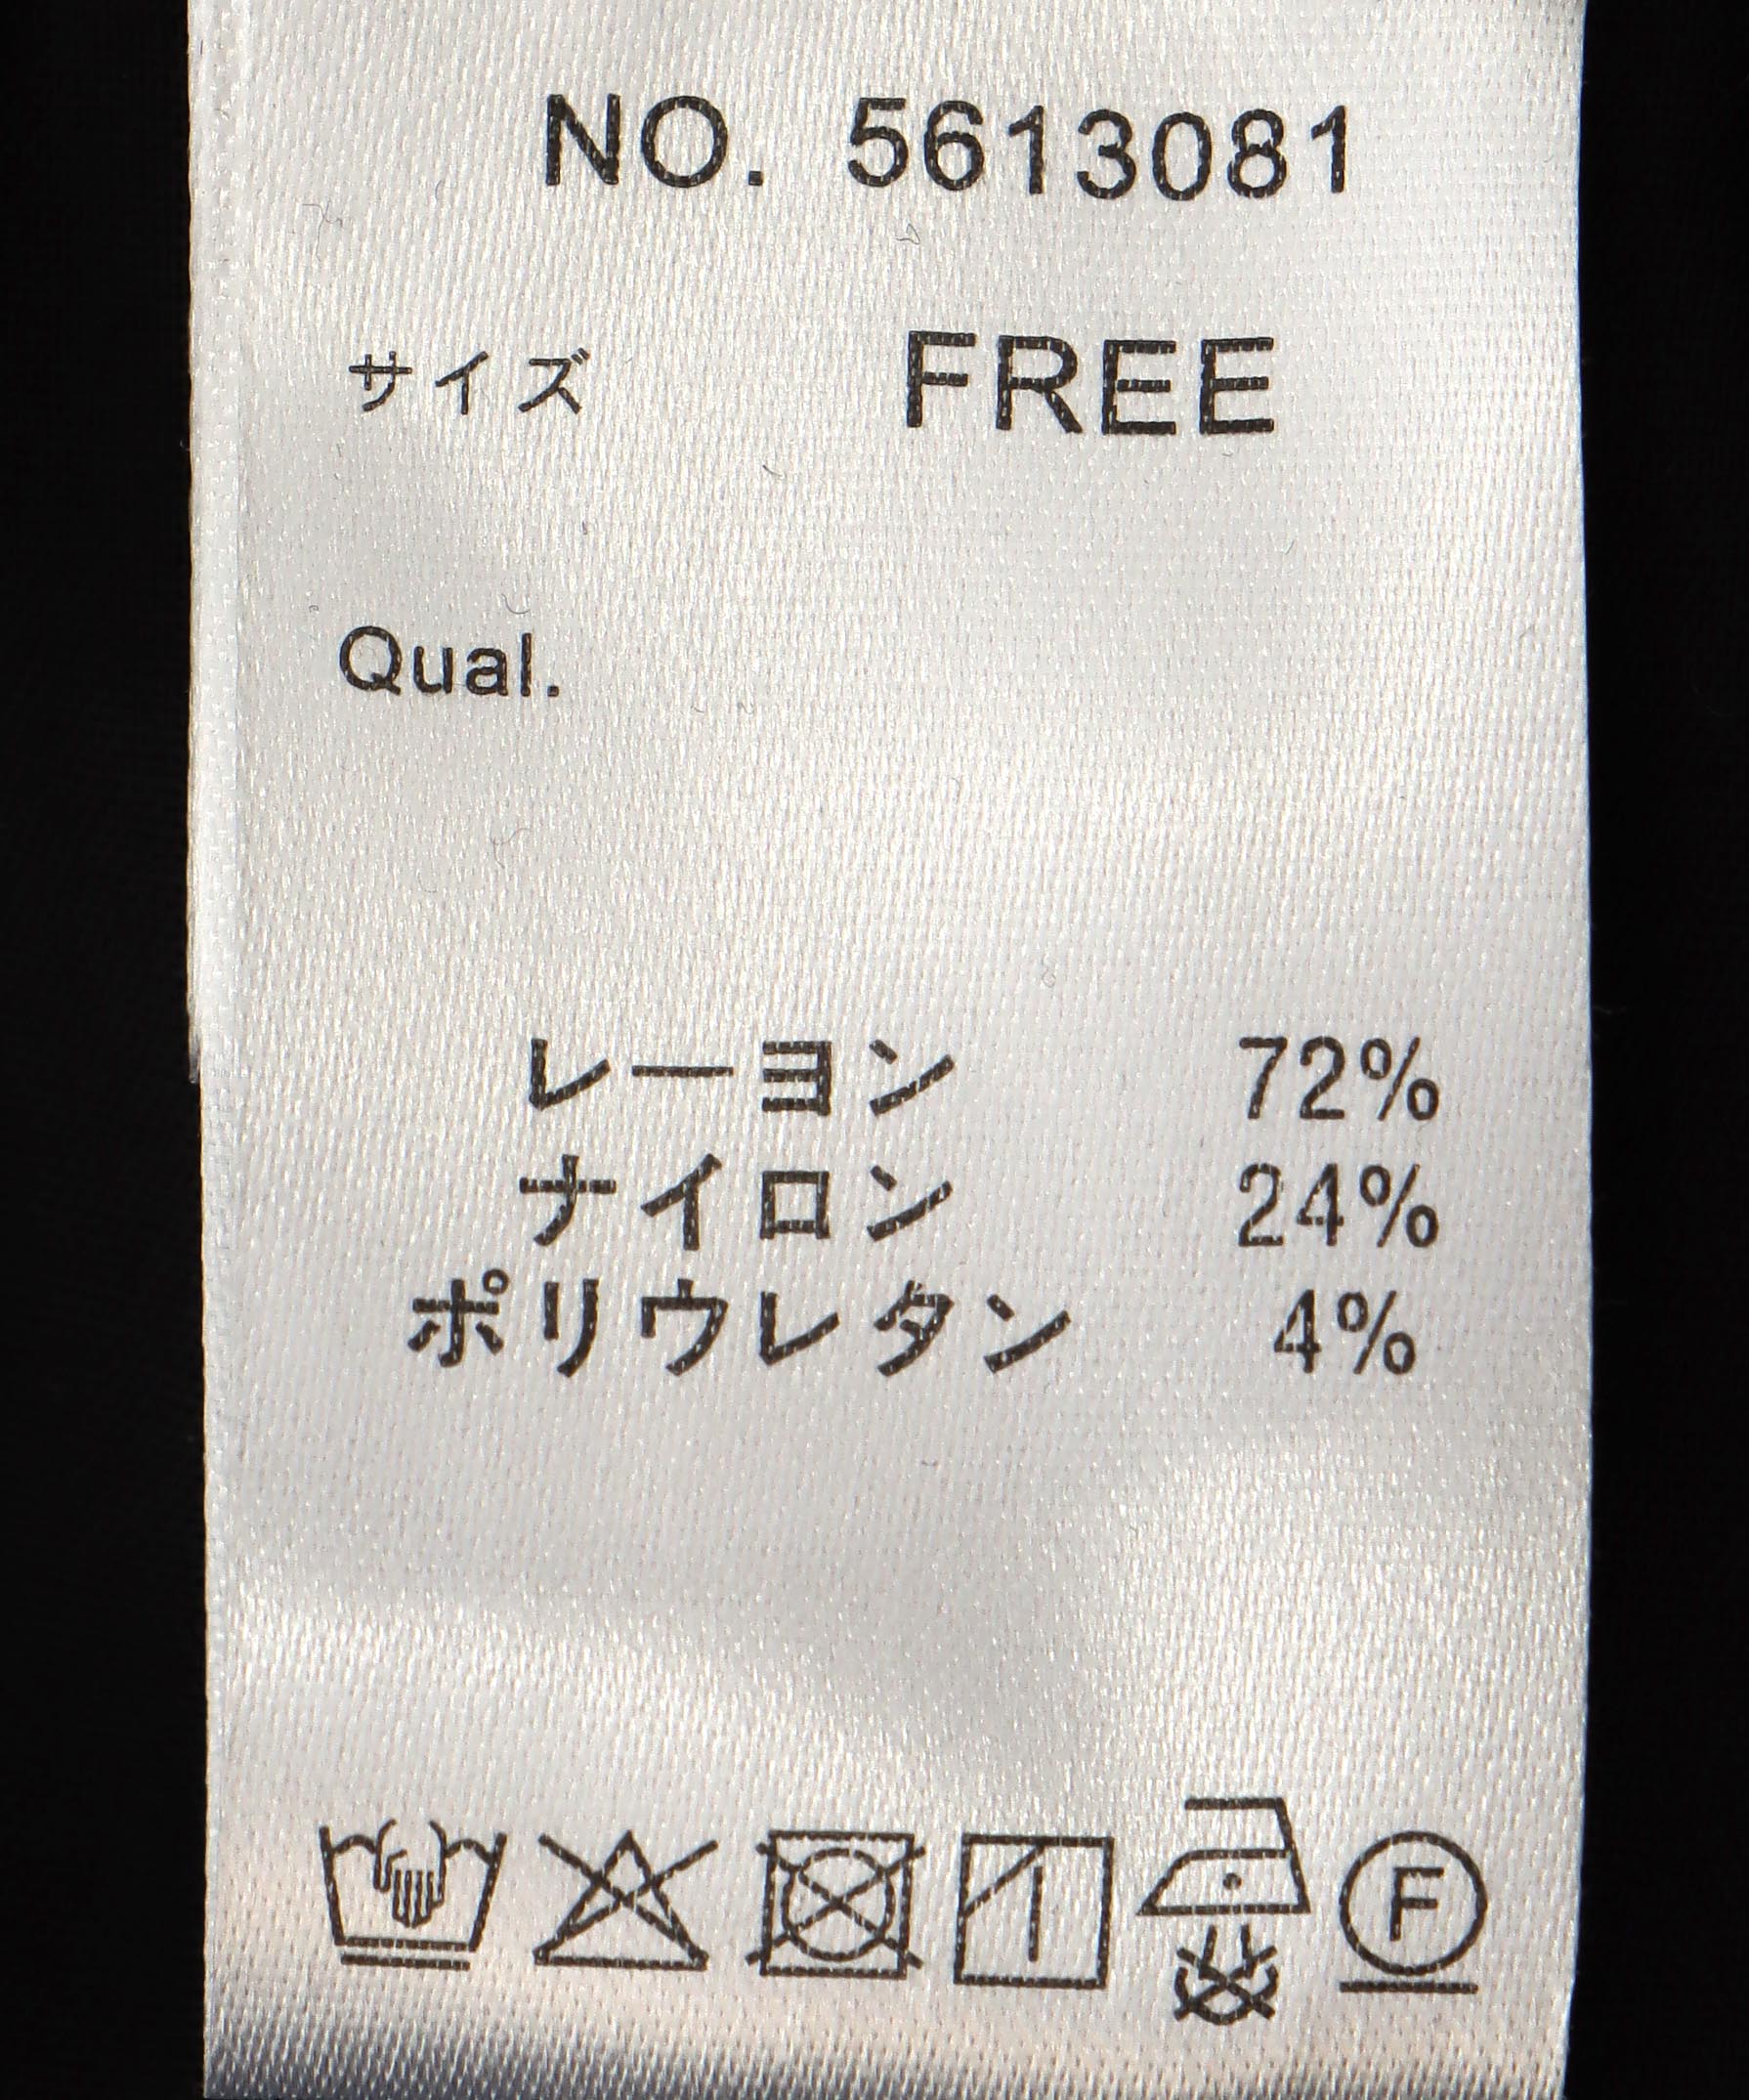 NO. 5613081
サイズ FREE
Qual.
レーヨン 72%
ナイロン 24%
ポリウレタン 4%
F